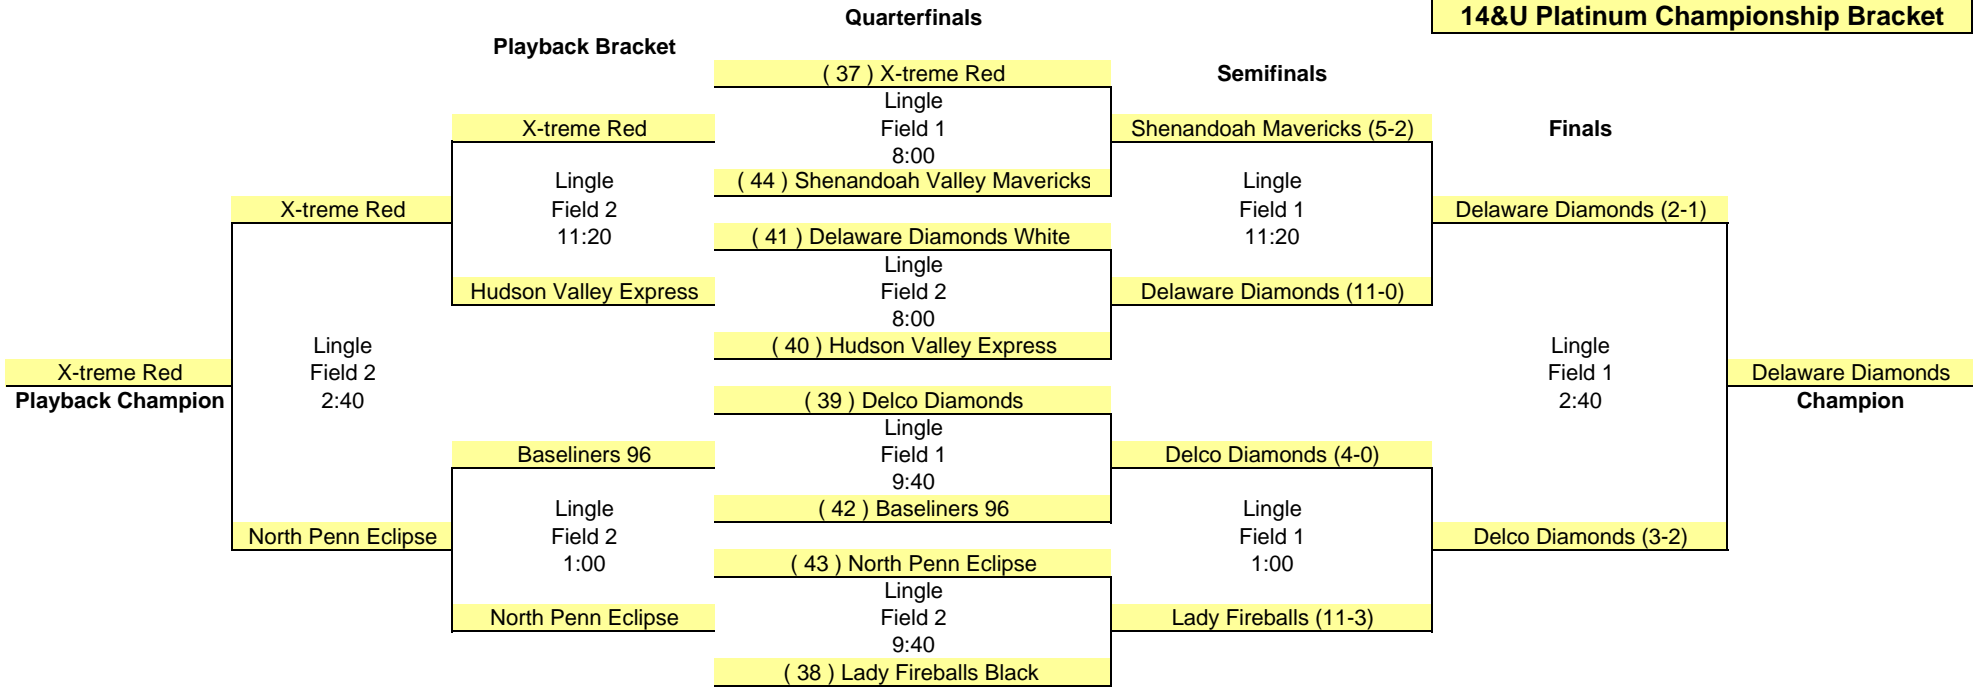 Quarterfinals
14&U Platinum Championship Bracket
Playback Bracket
( 37 ) X-treme Red
Semifinals
Lingle
X-treme Red
Field 1
Shenandoah Mavericks (5-2)
Finals
8:00
Lingle
( 44 ) Shenandoah Valley Mavericks
Lingle
X-treme Red
Field 2
Field 1
Delaware Diamonds (2-1)
11:20
( 41 ) Delaware Diamonds White
11:20
Lingle
Hudson Valley Express
Field 2
Delaware Diamonds (11-0)
8:00
Lingle
( 40 ) Hudson Valley Express
Lingle
X-treme Red
Field 2
Field 1
Delaware Diamonds
Playback Champion
2:40
( 39 ) Delco Diamonds
2:40
Champion
Lingle
Baseliners 96
Field 1
Delco Diamonds (4-0)
9:40
Lingle
( 42 ) Baseliners 96
Lingle
North Penn Eclipse
Field 2
Field 1
Delco Diamonds (3-2)
1:00
( 43 ) North Penn Eclipse
1:00
Lingle
North Penn Eclipse
Field 2
Lady Fireballs (11-3)
9:40
( 38 ) Lady Fireballs Black